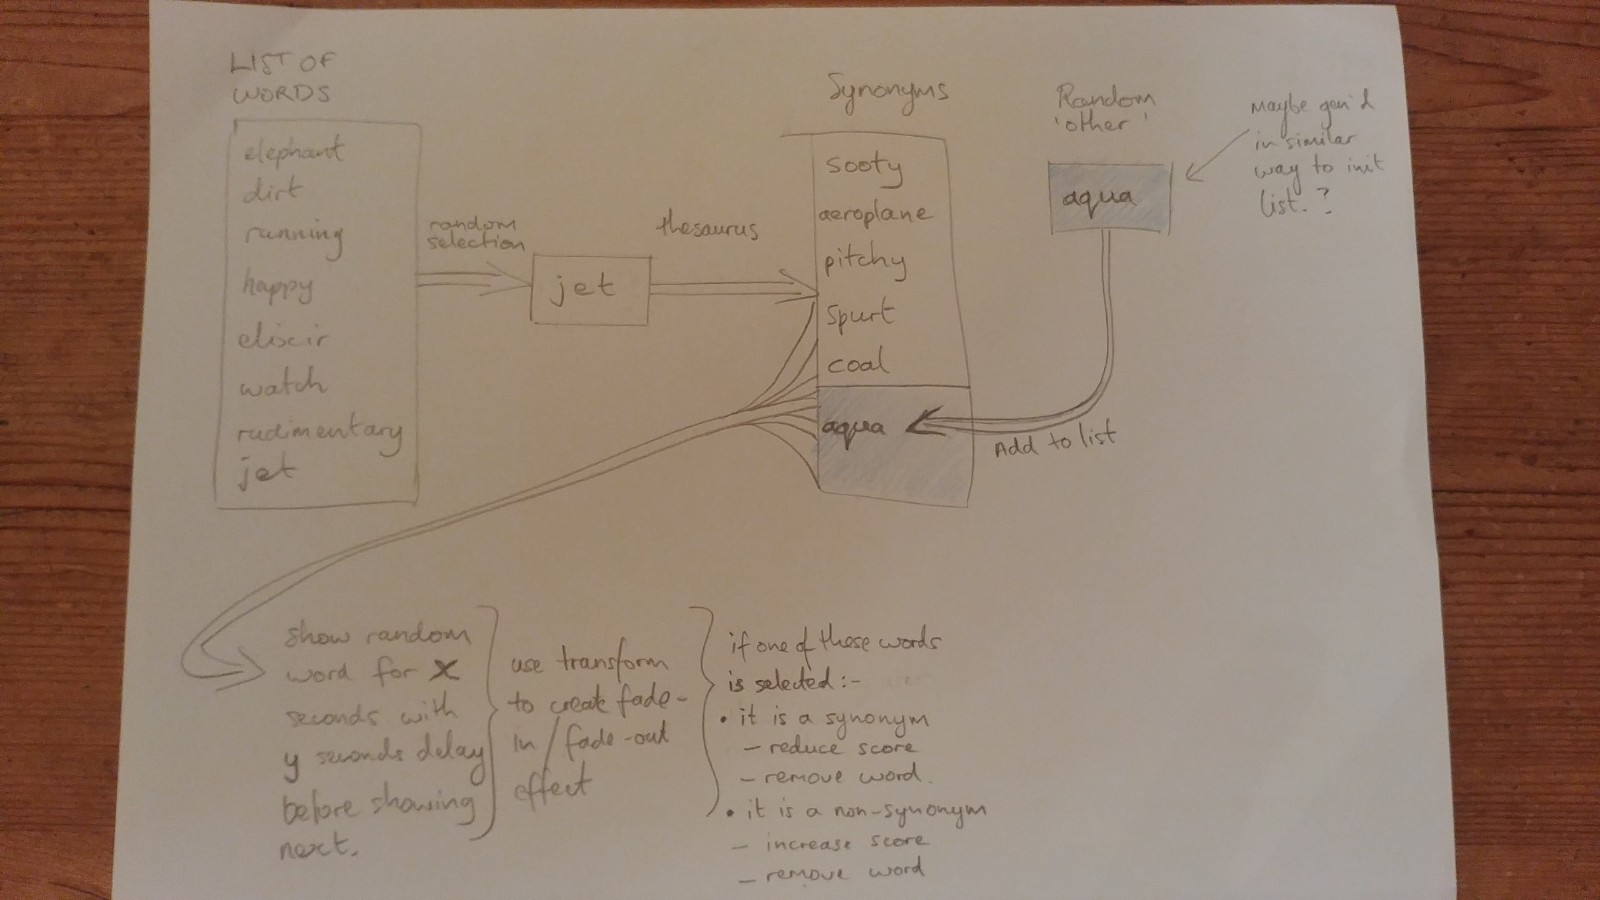 LIST OF
WORDS
elephant
dirt
running
happy
elixir
watch
rudimentary
jet
random
selection
jet
thesaurus
Synonyms
sooty
aeroplane
pitchy
spurt
coal
aqua
Random
'other'
aqua
Maybe gen'd
in similar
way to init
list.?
Add to list
show random
word for X
seconds with
y seconds delay
before showing
next.
use transform
to create fade-
in/fade-out
effect
if one of these words
is selected:-
• it is a synonym
- reduce score
- remove word.
• it is a non-synonym
- increase score
- remove word